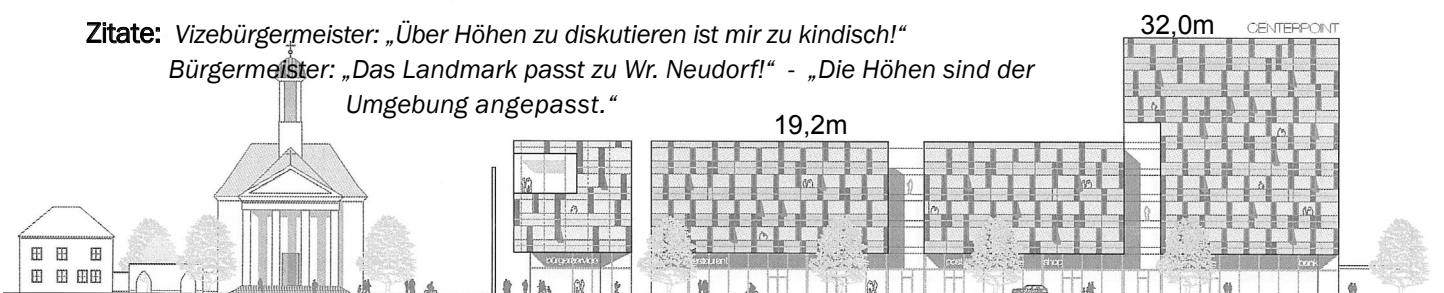 Zitate: Vizebürgermeister: „Über Höhen zu diskutieren ist mir zu kindisch!“
Bürgermeister: „Das Landmark passt zu Wr. Neudorf!“ - „Die Höhen sind der
Umgebung angepasst.“
32,0m
CENTERPOINT
19,2m
bürgerservice
restaurant
post
shop
bank